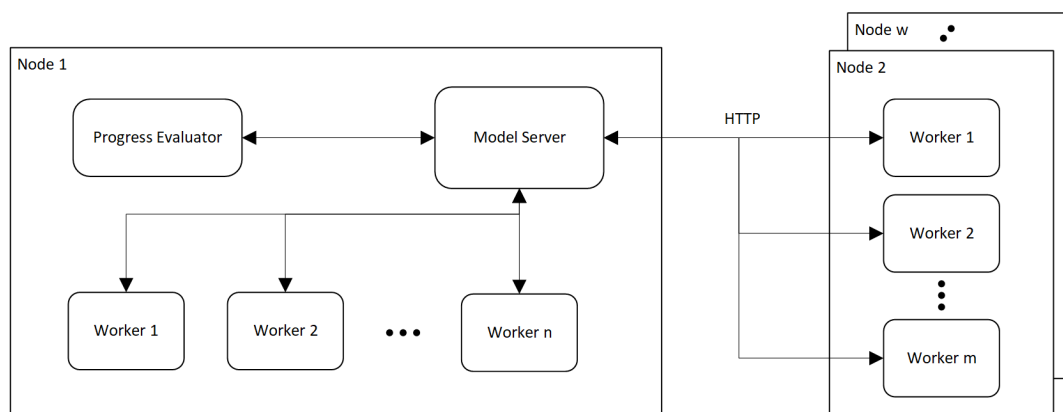 Node w
Node 1
Node 2
Progress Evaluator
Model Server
HTTP
Worker 1
Worker 2
Worker 1
Worker 2
Worker n
Worker m